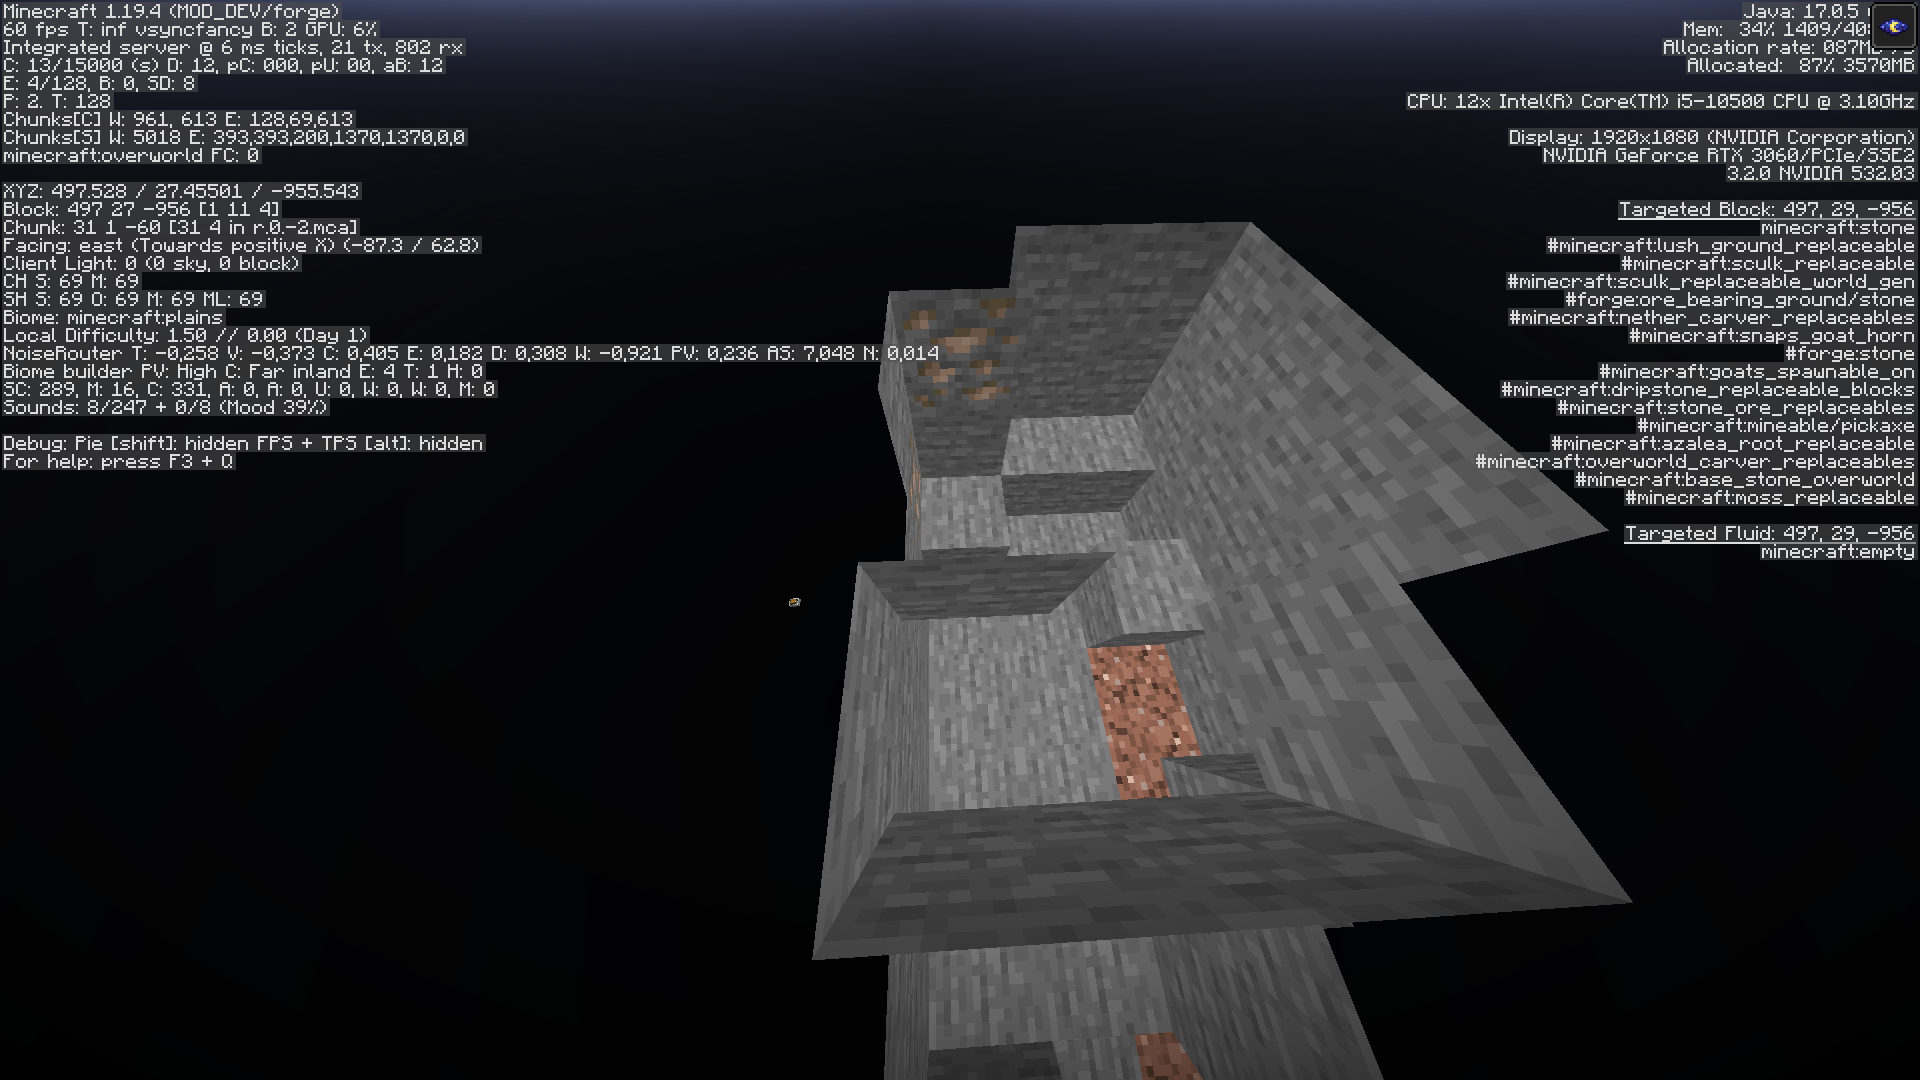 Minecraft 1.19.4 (MOD_DEV/forge)
60 fps T: inf vsyncfancy B: 2 GPU: 6%
Integrated server @ 6 ms ticks, 21 tx, 802 rx
C: 13/15000 (s) D: 12, pC: 000, pU: 00, aB: 12
E: 4/128, B: 0, SD: 8
P: 2. T: 128
Chunks[C] W: 961, 613 E: 128,69,613
Chunks[S] W: 5018 E: 393,393,200,1370,1370,0,0
minecraft:overworld FC: 0
XYZ: 497.528 / 27.45501 / -955.543
Block: 497 27 -956 [1 11 4]
Chunk: 31 1 -60 [31 4 in r.0.-2.mca]
Facing: east (Towards positive X) (-87.3 / 62.8)
Client Light: 0 (0 sky, 0 block)
CH S: 69 M: 69
SH S: 69 O: 69 M: 69 ML: 69
Biome: minecraft:plains
Local Difficulty: 1.50 // 0.00 (Day 1)
NoiseRouter T: -0,258 V: -0,373 C: 0,405 E: 0,182 D: 0,308 W: -0,921 PV: 0,236 AS: 7,048 N: 0,014
Biome builder PV: High C: Far inland E: 4 T: 1 H: 0
SC: 289, M: 16, C: 331, A: 0, A: 0, U: 0, W: 0, W: 0, M: 0
Sounds: 8/247 + 0/8 (Mood 39%)
Debug: Pie [shift]: hidden FPS + TPS [alt]: hidden
For help: press F3 + Q
Java: 17.0.5
Mem: 34% 1409/40
Allocation rate: 087M
Allocated: 87% 3570MB
CPU: 12x Intel(R) Core(TM) i5-10500 CPU @ 3.10GHz
Display: 1920x1080 (NVIDIA Corporation)
NVIDIA GeForce RTX 3060/PCIe/SSE2
3.2.0 NVIDIA 532.03
Targeted Block: 497, 29, -956
minecraft:stone
#minecraft:lush_ground_replaceable
#minecraft:sculk_replaceable
#minecraft:sculk_replaceable_world_gen
#forge:ore_bearing_ground/stone
#minecraft:nether_carver_replaceables
#minecraft:snaps_goat_horn
#forge:stone
#minecraft:goats_spawnable_on
#minecraft:dripstone_replaceable_blocks
#minecraft:stone_ore_replaceables
#minecraft:mineable/pickaxe
#minecraft:azalea_root_replaceable
#minecraft:overworld_carver_replaceables
#minecraft:base_stone_overworld
#minecraft:moss_replaceable
Targeted Fluid: 497, 29, -956
minecraft:empty